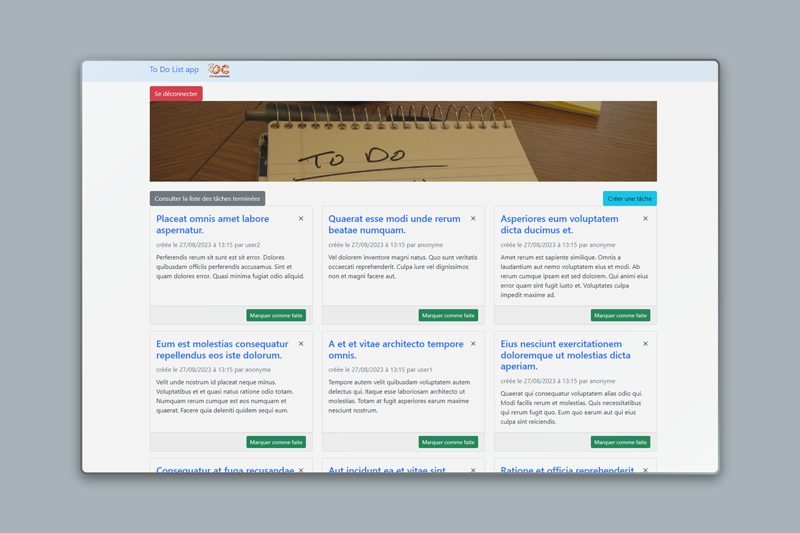 To Do List app
Se déconnecter
TO DO
Consulter la liste des tâches terminées
Créer une tâche
Placeat omnis amet labore
aspernatur.
créée le 27/08/2023 à 13:15 par user2
Perferendis rerum sit sunt est sit error. Dolores
quibusdam officiis perferendis accusamus. Sint et
quam dolores error. Quasi minima fugiat odio aliquid.
Marquer comme faite
Quaerat esse modi unde rerum
beatae numquam.
créée le 27/08/2023 à 13:15 par anonyme
Vel dolorem inventore magni natus. Quo sunt veritatis
occaecati reprehenderit. Culpa iure vel dignissimos
non et magni facere aut.
Marquer comme faite
Asperiores eum voluptatem
dicta ducimus et.
créée le 27/08/2023 à 13:15 par anonyme
Amet rerum est sapiente similique. Omnis a
laudantium aut nemo voluptatem eius et modi. Ab
rerum cumque ipsam est sed dolorem. Qui animi eius
error quam sint fugit iusto et. Voluptates culpa
impedit maxime ad.
Marquer comme faite
Eum est molestias consequatur
repellendus eos iste dolorum.
créée le 27/08/2023 à 13:15 par anonyme
Velit unde nostrum id placeat neque minus.
Voluptatibus et et quasi natus ratione odio totam.
Numquam rerum cumque est eos numquam et
quaerat. Facere quia deleniti quidem sequi eum.
Marquer comme faite
A et et vitae architecto tempore
omnis.
créée le 27/08/2023 à 13:15 par user1
Tempore autem velit quibusdam voluptatem autem
delectus qui. Itaque esse laboriosam architecto ut
molestias. Totam at fugit asperiores earum maxime
nesciunt nostrum.
Marquer comme faite
Eius nesciunt exercitationem
doloremque ut molestias dicta
aperiam.
créée le 27/08/2023 à 13:15 par anonyme
Quaerat qui consequatur voluptatem alias odio qui.
Modi facilis rerum et molestias. Quis necessitatibus
qui rerum fugit quo. Eum quo earum aut qui eius
culpa sint reiciendis.
Marquer comme faite
Consequatur at fuga recusandae
Aut incidunt ea et vitae sint
Ratione et officia reprehenderit